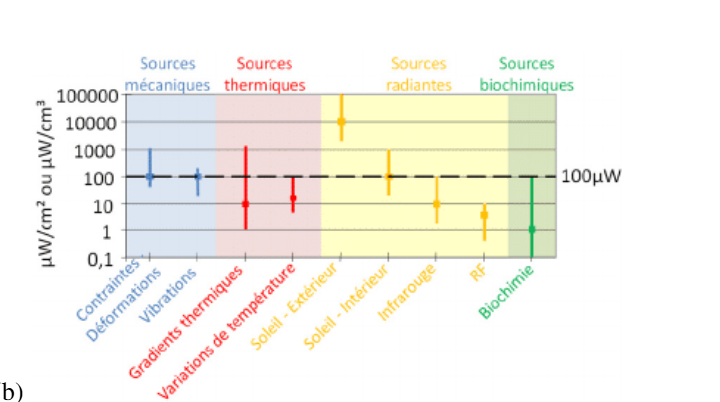 Sources mécaniques
Sources thermiques
Sources radiantes
Sources biochimiques
µW/cm² ou µW/cm³
100000
10000
1000
100
10
1
0,1
100µW
Contraintes
Déformations
Vibrations
Gradients thermiques
Variations de température
Soleil - Extérieur
Soleil - Intérieur
Infrarouge
RF
Biochimie
b)